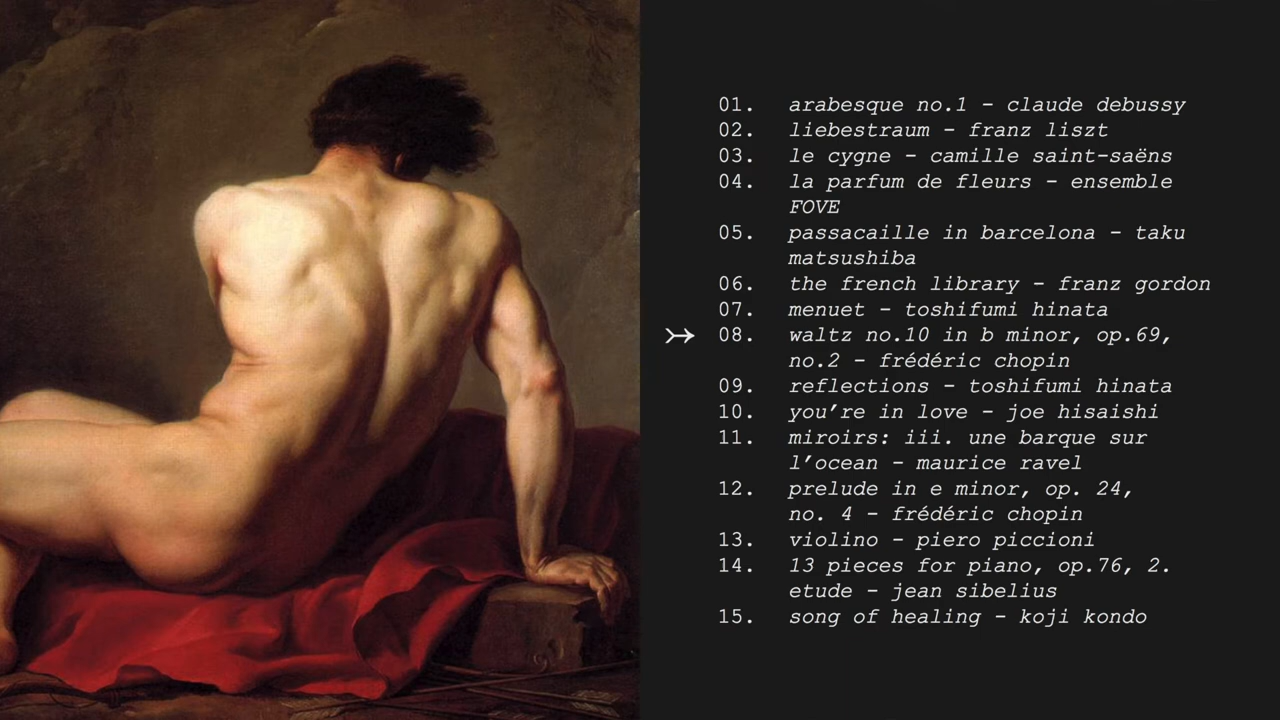 01. arabesque no.1 - claude debussy
02. liebestraum - franz liszt
03. le cygne - camille saint-saëns
04. la parfum de fleurs - ensemble
FOVE
05. passacaille in barcelona - taku
matsushiba
06. the french library - franz gordon
07. menuet - toshifumi hinata
08. waltz no.10 in b minor, op.69,
no.2 - frédéric chopin
09. reflections - toshifumi hinata
10. you’re in love - joe hisaishi
11. miroirs: iii. une barque sur
l’ocean - maurice ravel
12. prelude in e minor, op. 24,
no. 4 - frédéric chopin
13. violino - piero piccioni
14. 13 pieces for piano, op.76, 2.
etude - jean sibelius
15. song of healing - koji kondo